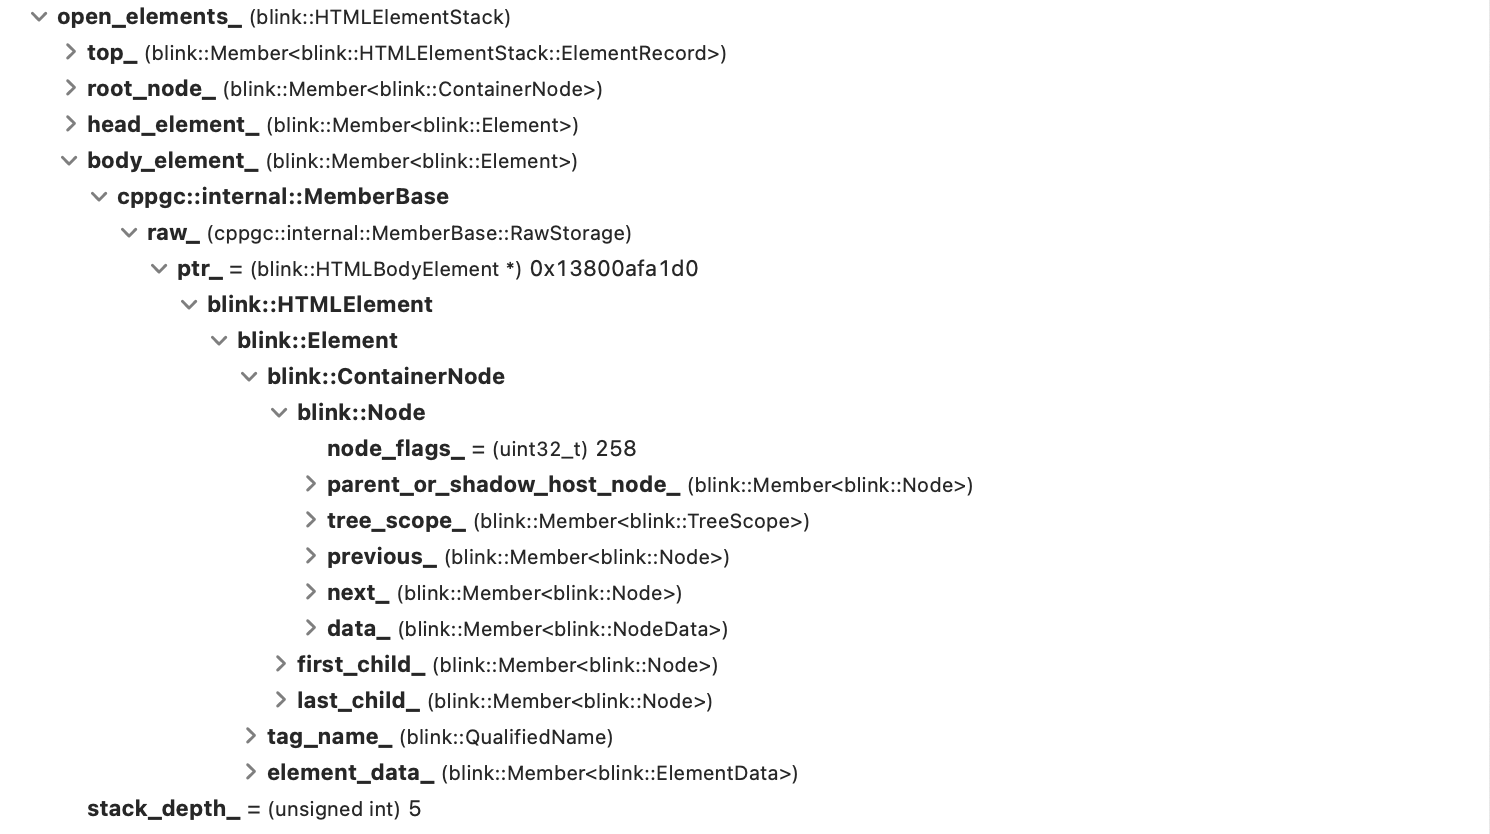 open_elements_ (blink::HTMLElementStack)
top_ (blink::Member<blink::HTMLElementStack::ElementRecord>)
root_node_ (blink::Member<blink::ContainerNode>)
head_element_ (blink::Member<blink::Element>)
body_element_ (blink::Member<blink::Element>)
cppgc::internal::MemberBase
raw_ (cppgc::internal::MemberBase::RawStorage)
ptr_ = (blink::HTMLBodyElement *) 0x13800afa1d0
blink::HTMLElement
blink::Element
blink::ContainerNode
blink::Node
node_flags_ = (uint32_t) 258
parent_or_shadow_host_node_ (blink::Member<blink::Node>)
tree_scope_ (blink::Member<blink::TreeScope>)
previous_ (blink::Member<blink::Node>)
next_ (blink::Member<blink::Node>)
data_ (blink::Member<blink::NodeData>)
first_child_ (blink::Member<blink::Node>)
last_child_ (blink::Member<blink::Node>)
tag_name_ (blink::QualifiedName)
element_data_ (blink::Member<blink::ElementData>)
stack_depth_ = (unsigned int) 5